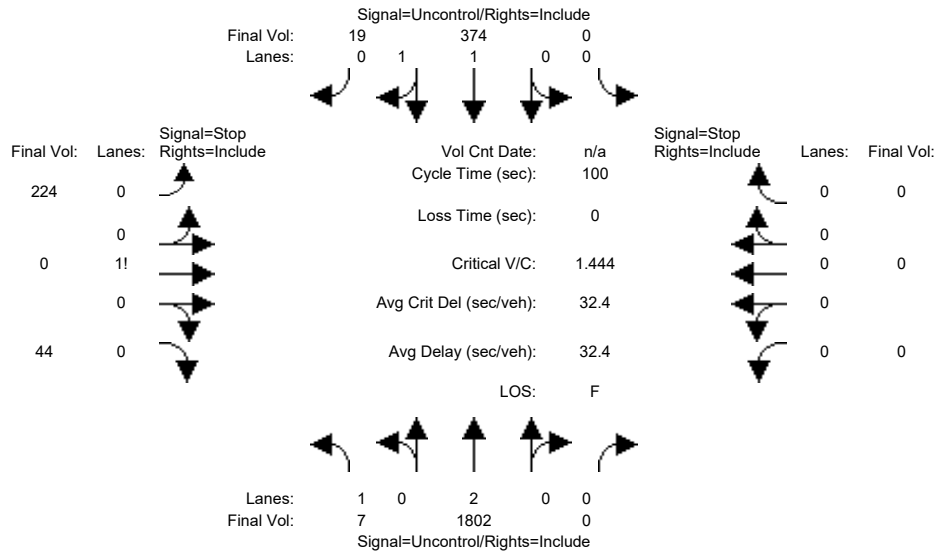 Signal=Uncontrol/Rights=Include
Final Vol: 19 374 0
Lanes: 0 1 1 0 0
Signal=Stop
Final Vol: Lanes: Rights=Include
Vol Cnt Date: n/a
Signal=Stop
Rights=Include Lanes: Final Vol:
Cycle Time (sec): 100
224 0
0 0
Loss Time (sec): 0
0
0
0 1! Critical V/C: 1.444 0 0
0 Avg Crit Del (sec/veh): 32.4 0
44 0 Avg Delay (sec/veh): 32.4 0 0
LOS: F
Lanes: 1 0 2 0 0
Final Vol: 7 1802 0
Signal=Uncontrol/Rights=Include